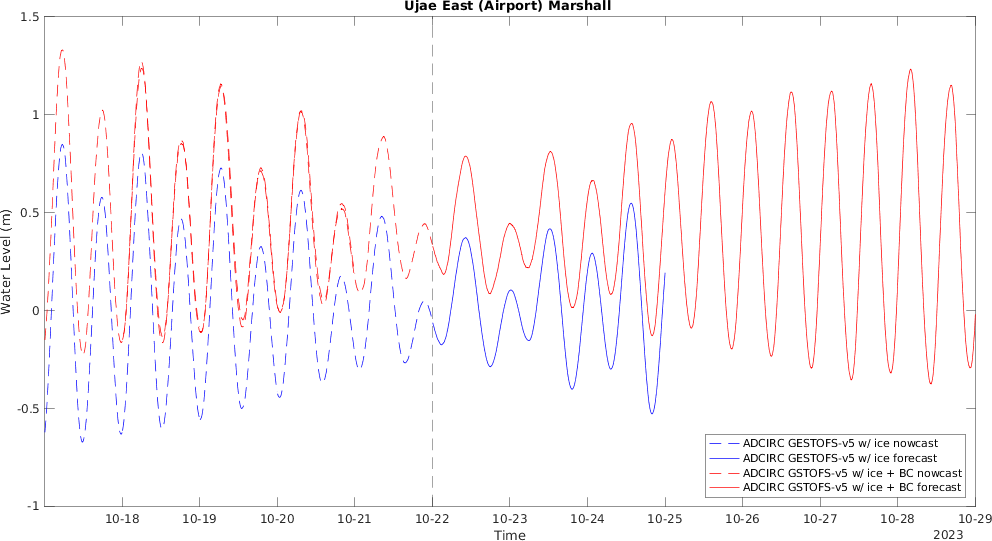 Ujae East (Airport) Marshall
1.5
1
0.5
0
-0.5
-1
Water Level (m)
10-18 10-19 10-20 10-21 10-22 10-23 10-24 10-25 10-26 10-27 10-28 10-29
Time
2023
ADCIRC GESTOFS-v5 w/ ice nowcast
ADCIRC GESTOFS-v5 w/ ice forecast
ADCIRC GSTOFS-v5 w/ ice + BC nowcast
ADCIRC GSTOFS-v5 w/ ice + BC forecast